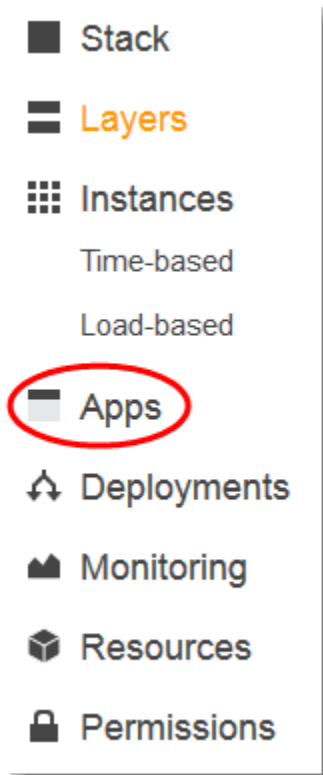 Stack
Layers
Instances
Time-based
Load-based
Apps
Deployments
Monitoring
Resources
Permissions